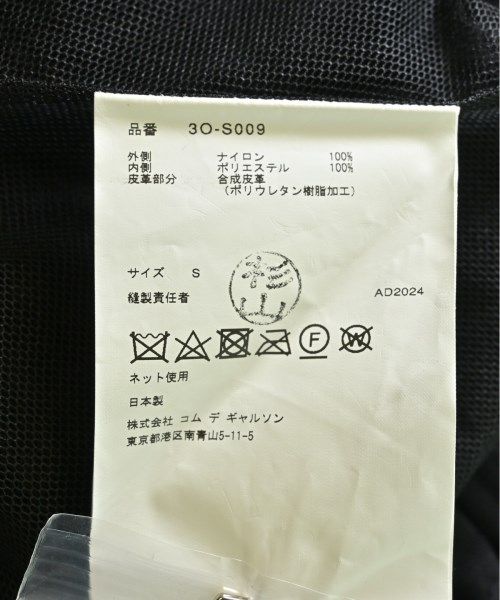 品番 3O-S009
外側 ナイロン 100%
内側 ポリエステル 100%
皮革部分 合成皮革
(ポリウレタン樹脂加工)
サイズ S
杉山
縫製責任者
AD2024
F W
ネット使用
日本製
株式会社 コム デ ギャルソン
東京都港区南青山5-11-5